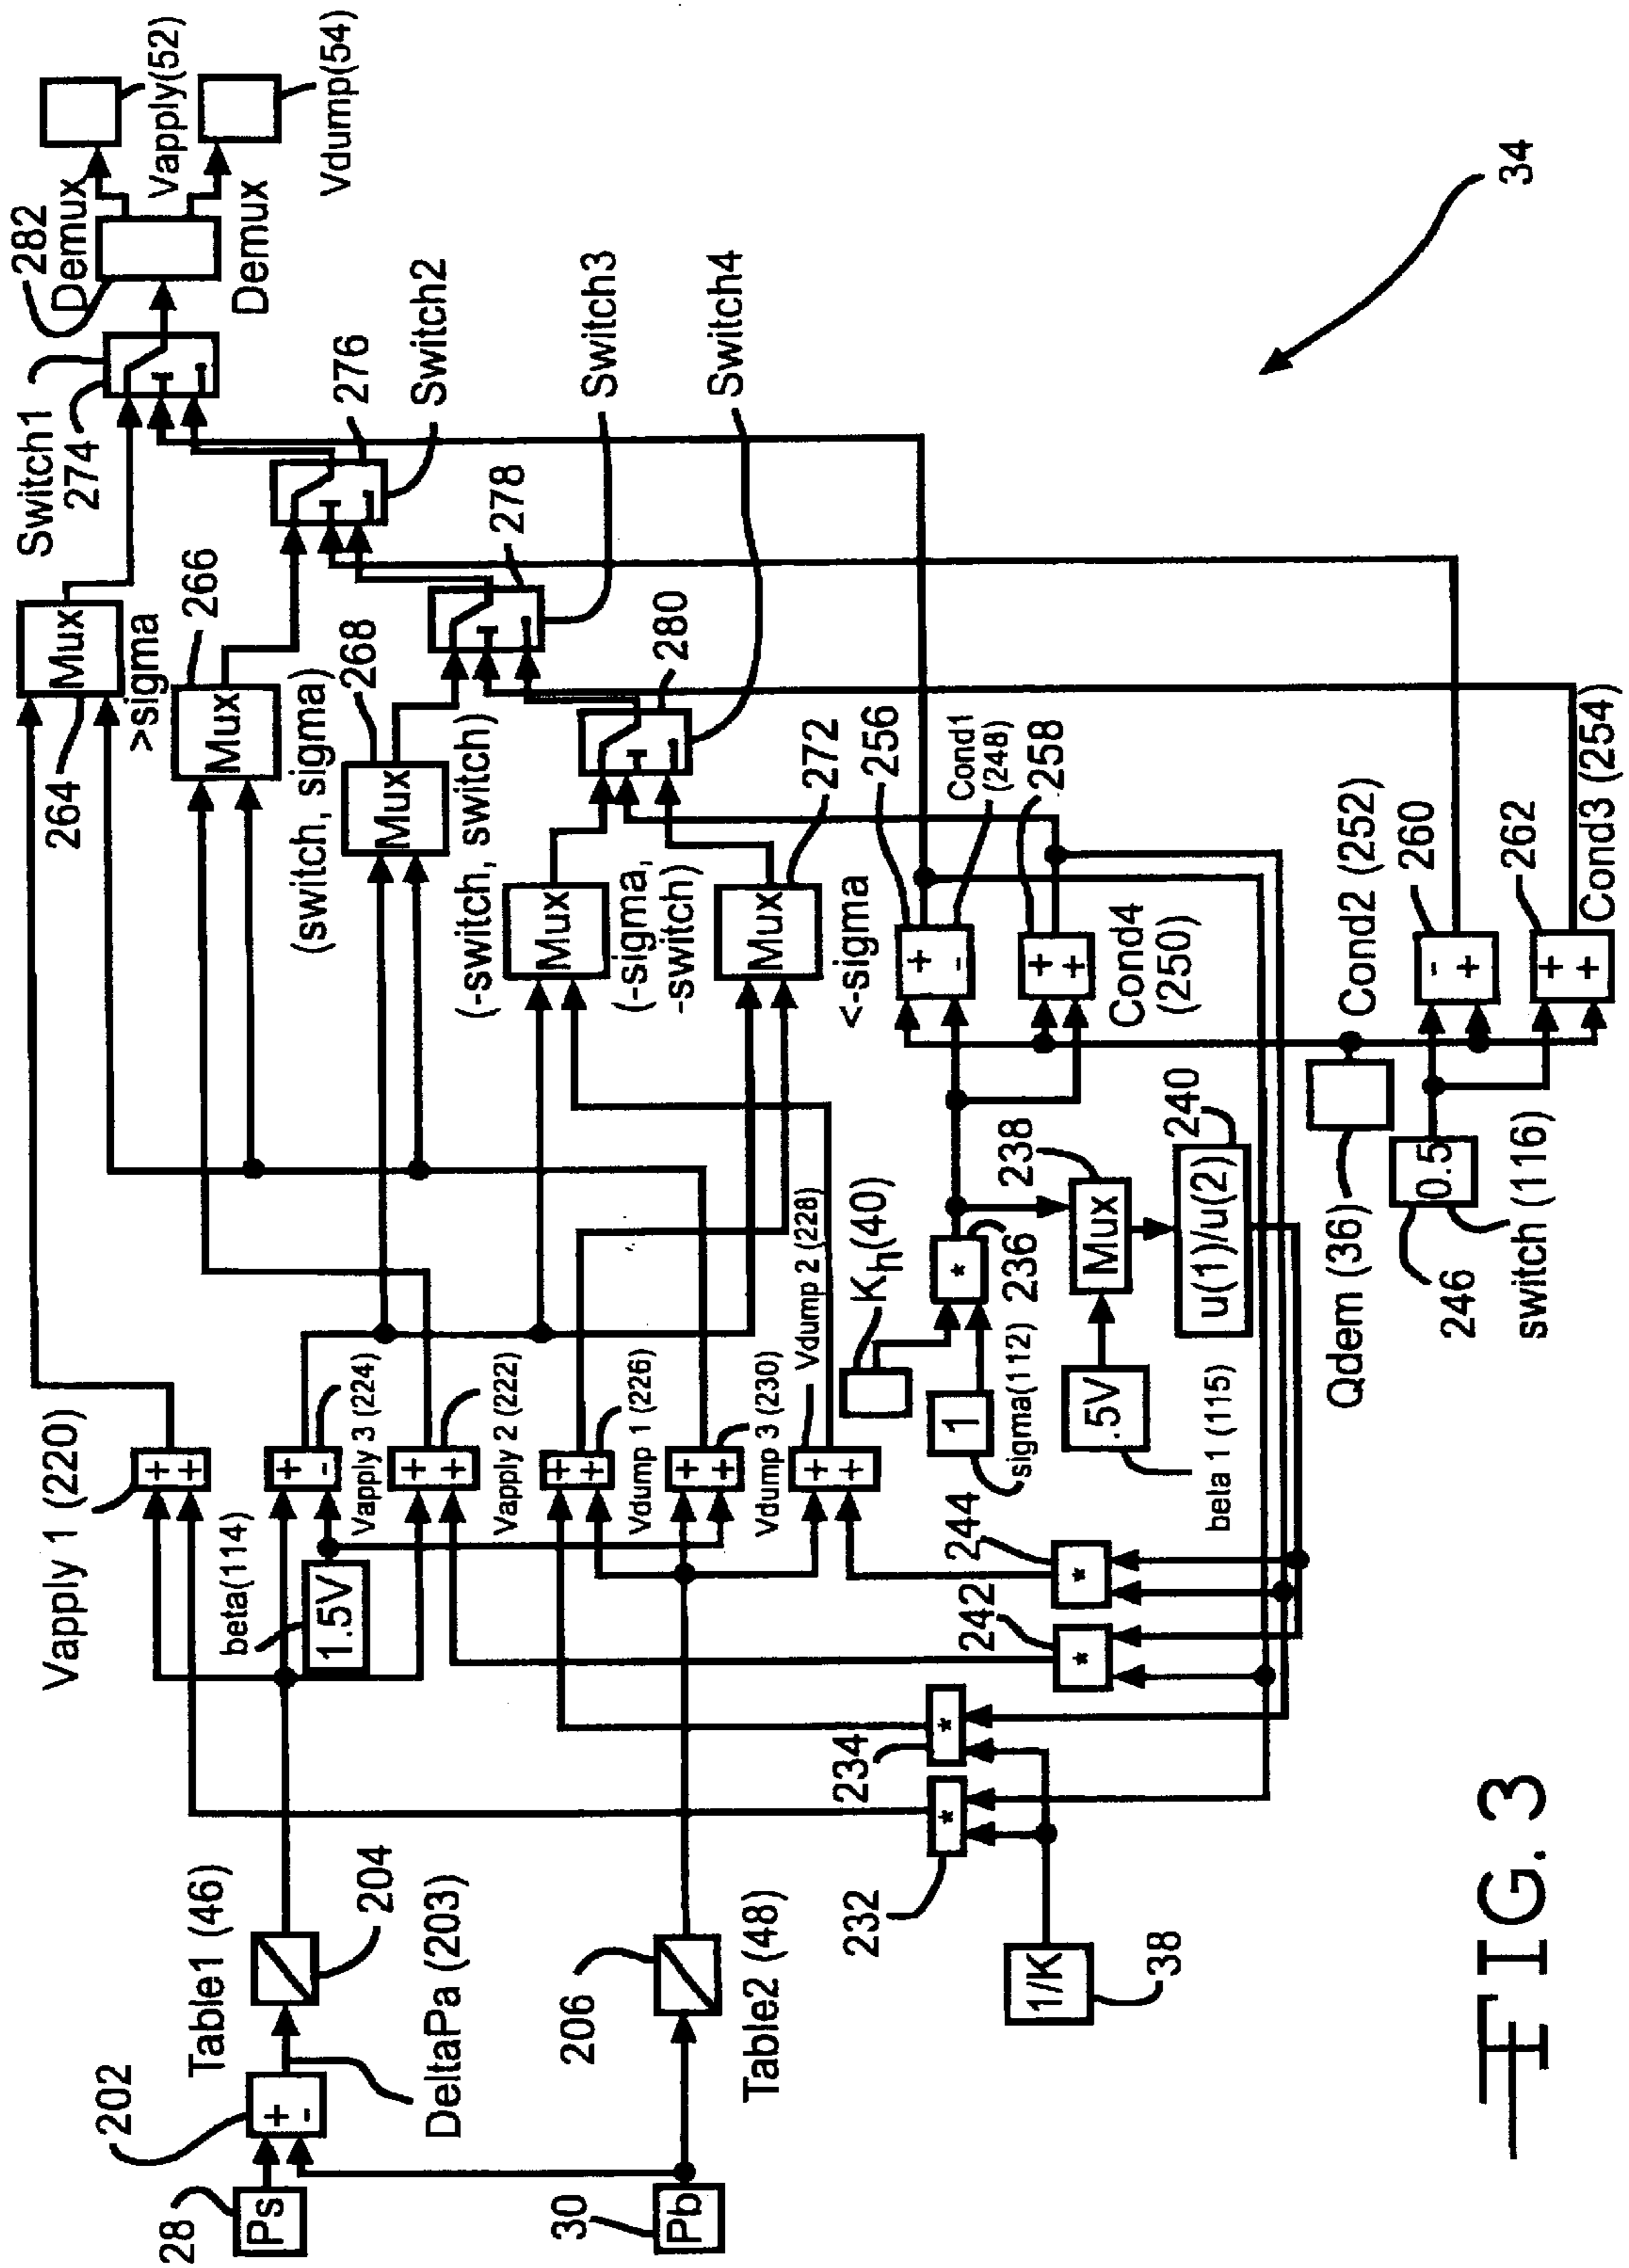 28
Ps
202
+
-
Table1 (46)
204
DeltaPa (203)
30
Pb
206
Table2 (48)
232
*
234
*
1/K
38
242
*
244
*
Vapply 1 (220)
+
+
beta(114)
1.5V
+
-
Vapply 3 (224)
+
+
Vapply 2 (222)
+
+
Vdump 1 (226)
+
+
Vdump 3 (230)
+
+
Vdump 2 (228)
Kh(40)
1
sigma(112)
*
236
.5V
bela 1 (115)
Mux
238
u(1)/u(2)
240
Qdem (36)
0.5
246
switch (116)
264
Mux
>sigma
Mux
266
(switch, sigma)
Mux
268
(-switch, switch)
Mux
(-sigma,
-switch)
Mux
272
<-sigma
+
-
256
Cond1
(248)
+
+
258
Cond4
(250)
Cond2 (252)
-
+
260
+
+
262
Cond3 (254)
Switch1
274
276
Switch2
278
Switch3
280
Switch4
282
Demux
Demux
Vapply(52)
Vdump(54)
34
FIG. 3